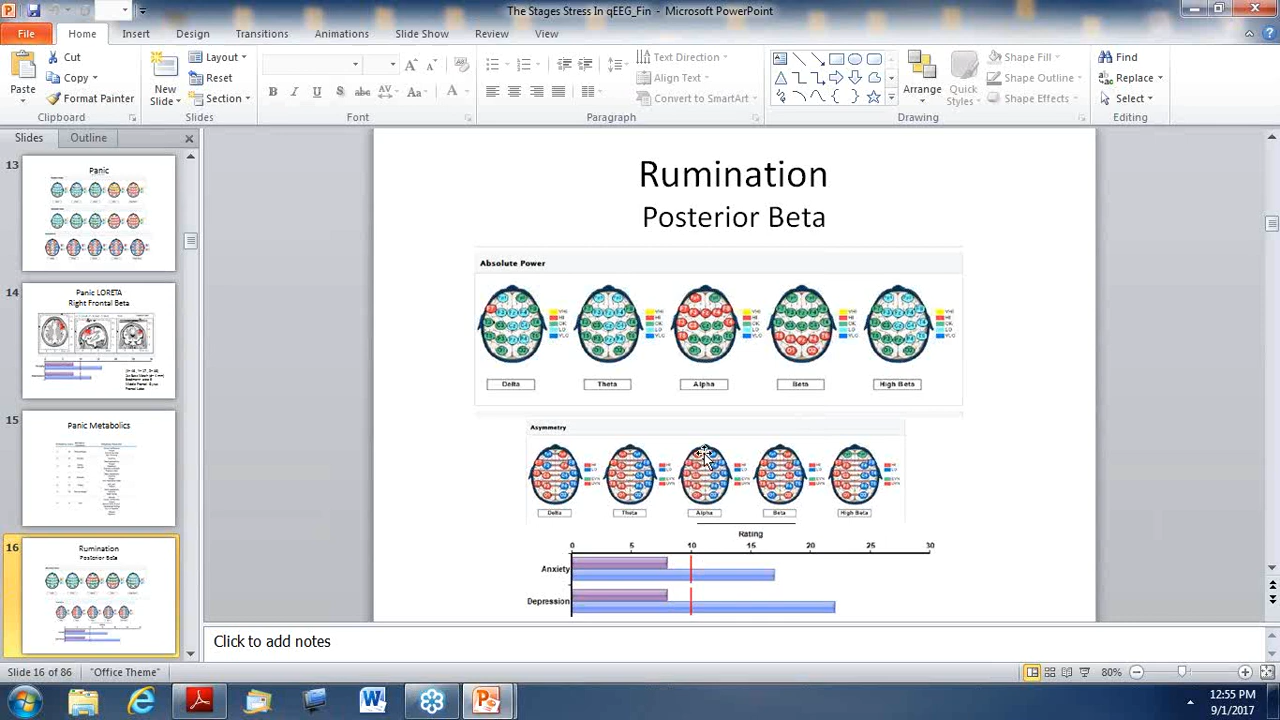 The Stages Stress In qEEG_Fin - Microsoft PowerPoint
File Home Insert Design Transitions Animations Slide Show Review View
Paste
Cut
Copy
Format Painter
Clipboard
New Slide
Layout
Reset
Section
Slides
Font
Text Direction
Align Text
Convert to SmartArt
Paragraph
Arrange
Quick Styles
Shape Fill
Shape Outline
Shape Effects
Drawing
Find
Replace
Select
Editing
Slides Outline
13
Panic
14
Panic LORETA
Right Frontal Beta
15
Panic Metabolics
16
Rumination
Posterior Beta
Rumination
Posterior Beta
Absolute Power
Delta Theta Alpha Beta High Beta
Asymmetry
Delta Theta Alpha Beta High Beta
Rating
0 5 10 15 20 25 30
Anxiety
Depression
Click to add notes
Slide 16 of 86 "Office Theme" 80%
12:55 PM
9/1/2017